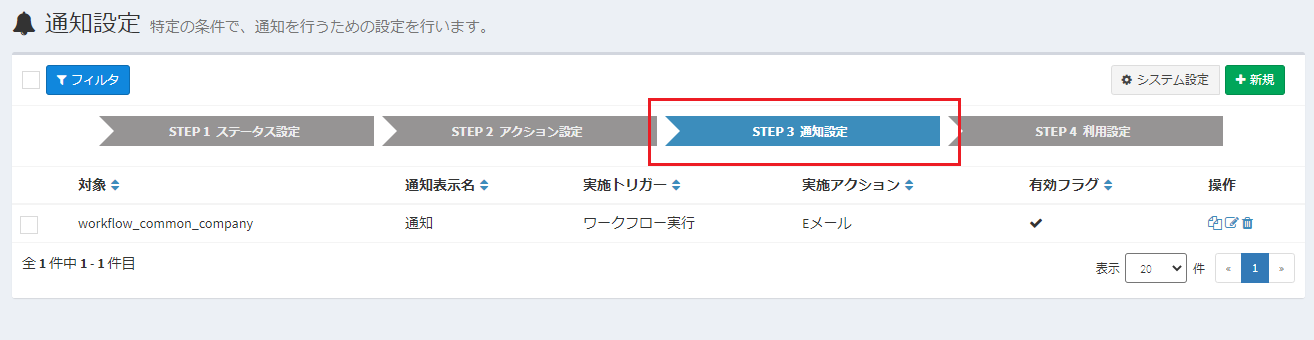 通知設定 特定の条件で、通知を行うための設定を行います。
フィルタ システム設定 新規
STEP 1 ステータス設定 STEP 2 アクション設定 STEP 3 通知設定 STEP 4 利用設定
対象 通知表示名 実施トリガー 実施アクション 有効フラグ 操作
workflow_common_company 通知 ワークフロー実行 Eメール
全 1 件中 1 - 1 件目
表示 20 件 « 1 »